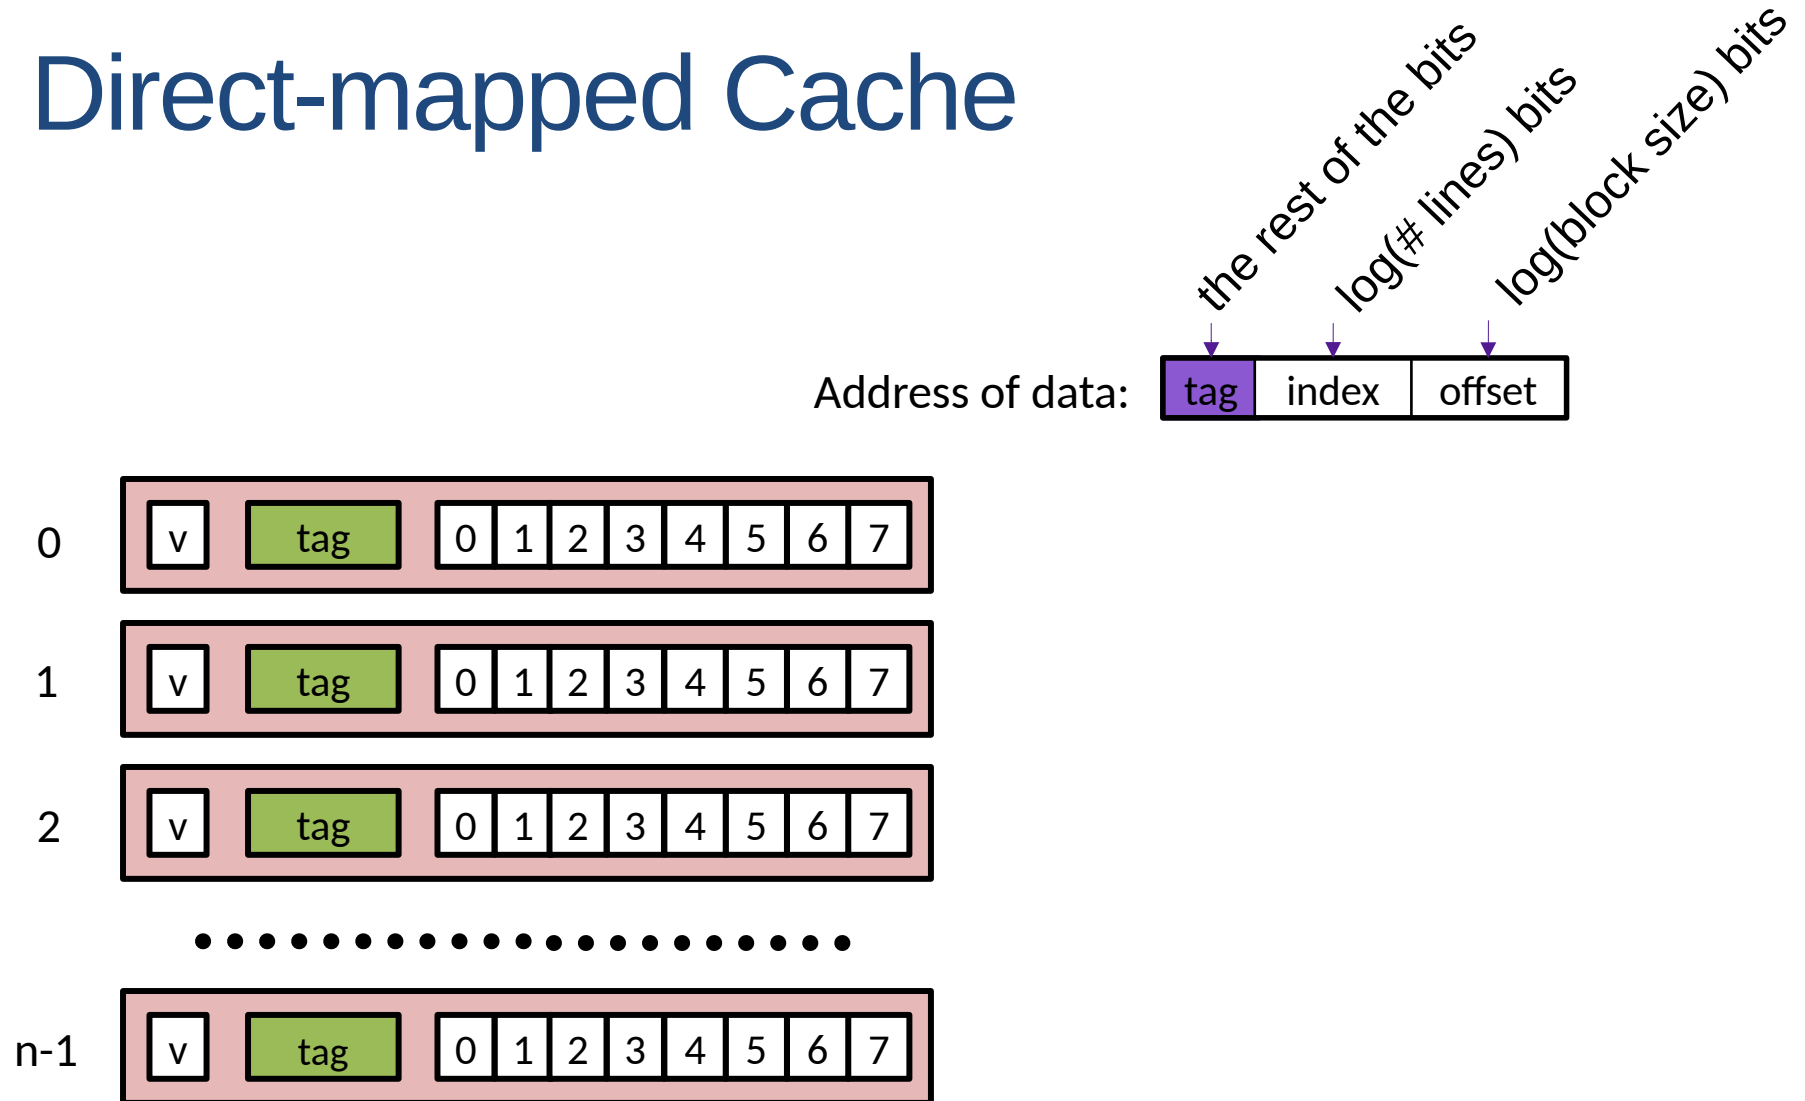 Direct-mapped Cache
the rest of the bits
log(# lines) bits
log(block size) bits
Address of data: tag index offset
0 v tag 0 1 2 3 4 5 6 7
1 v tag 0 1 2 3 4 5 6 7
2 v tag 0 1 2 3 4 5 6 7
n-1 v tag 0 1 2 3 4 5 6 7